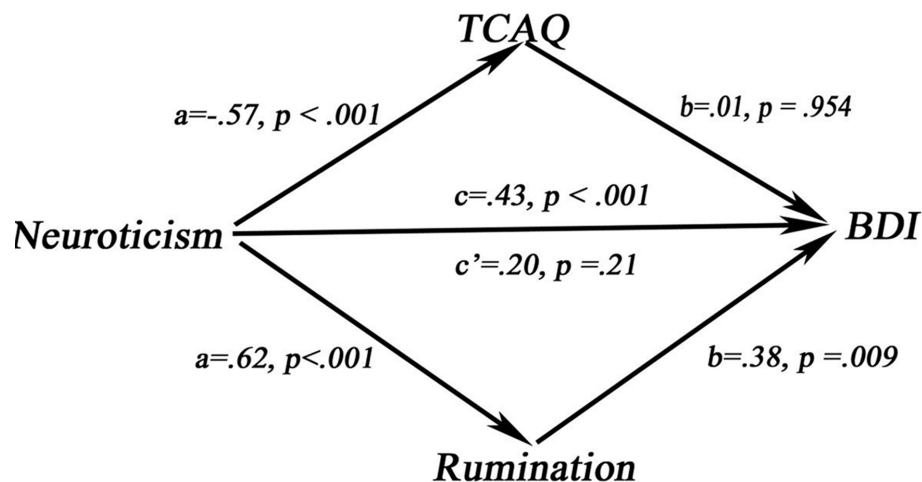 TCAQ
a=-.57, p < .001
b=.01, p = .954
c=.43, p < .001
Neuroticism
BDI
c’=.20, p =.21
a=.62, p<.001
b=.38, p =.009
Rumination